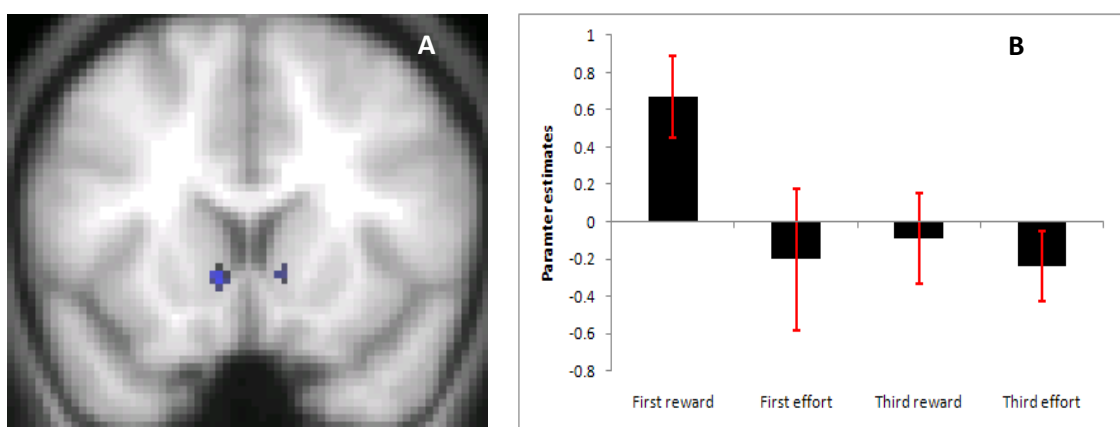 A
B
Paramter estimates
1
0.8
0.6
0.4
0.2
0
-0.2
-0.4
-0.6
-0.8
First reward
First effort
Third reward
Third effort